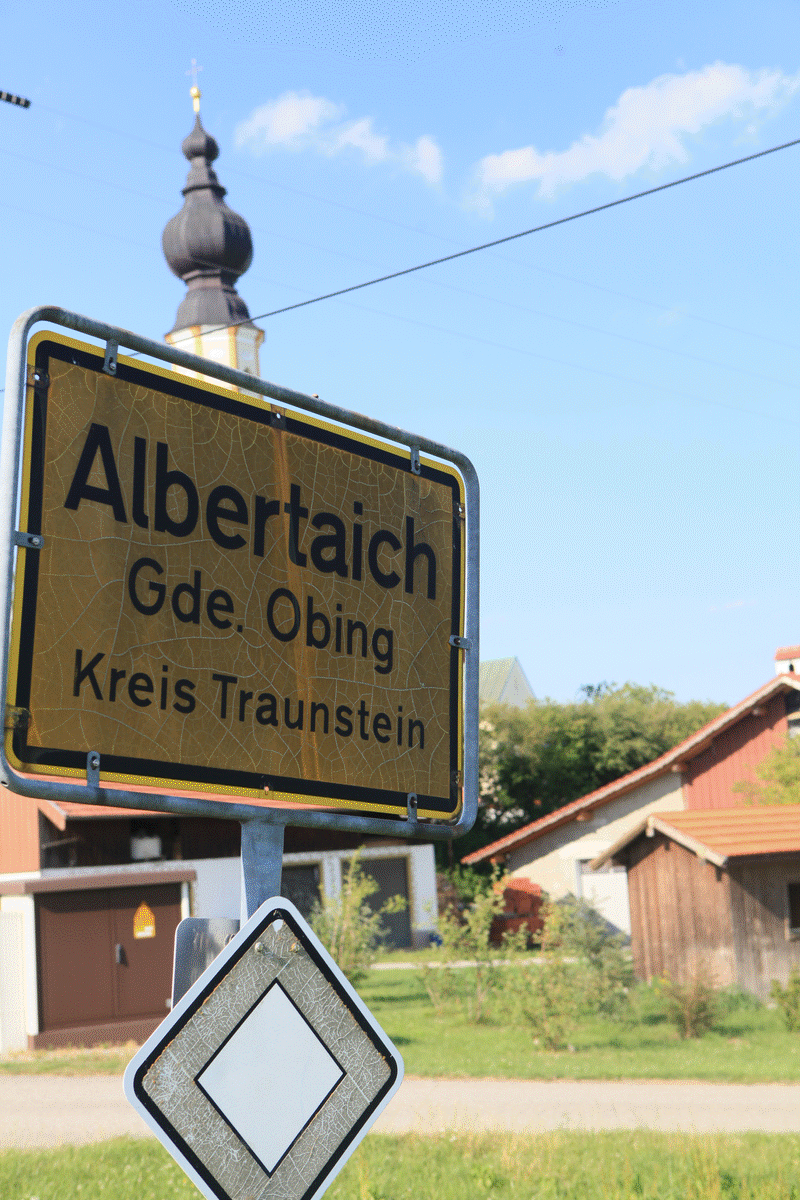 Albertaich
Gde. Obing
Kreis Traunstein